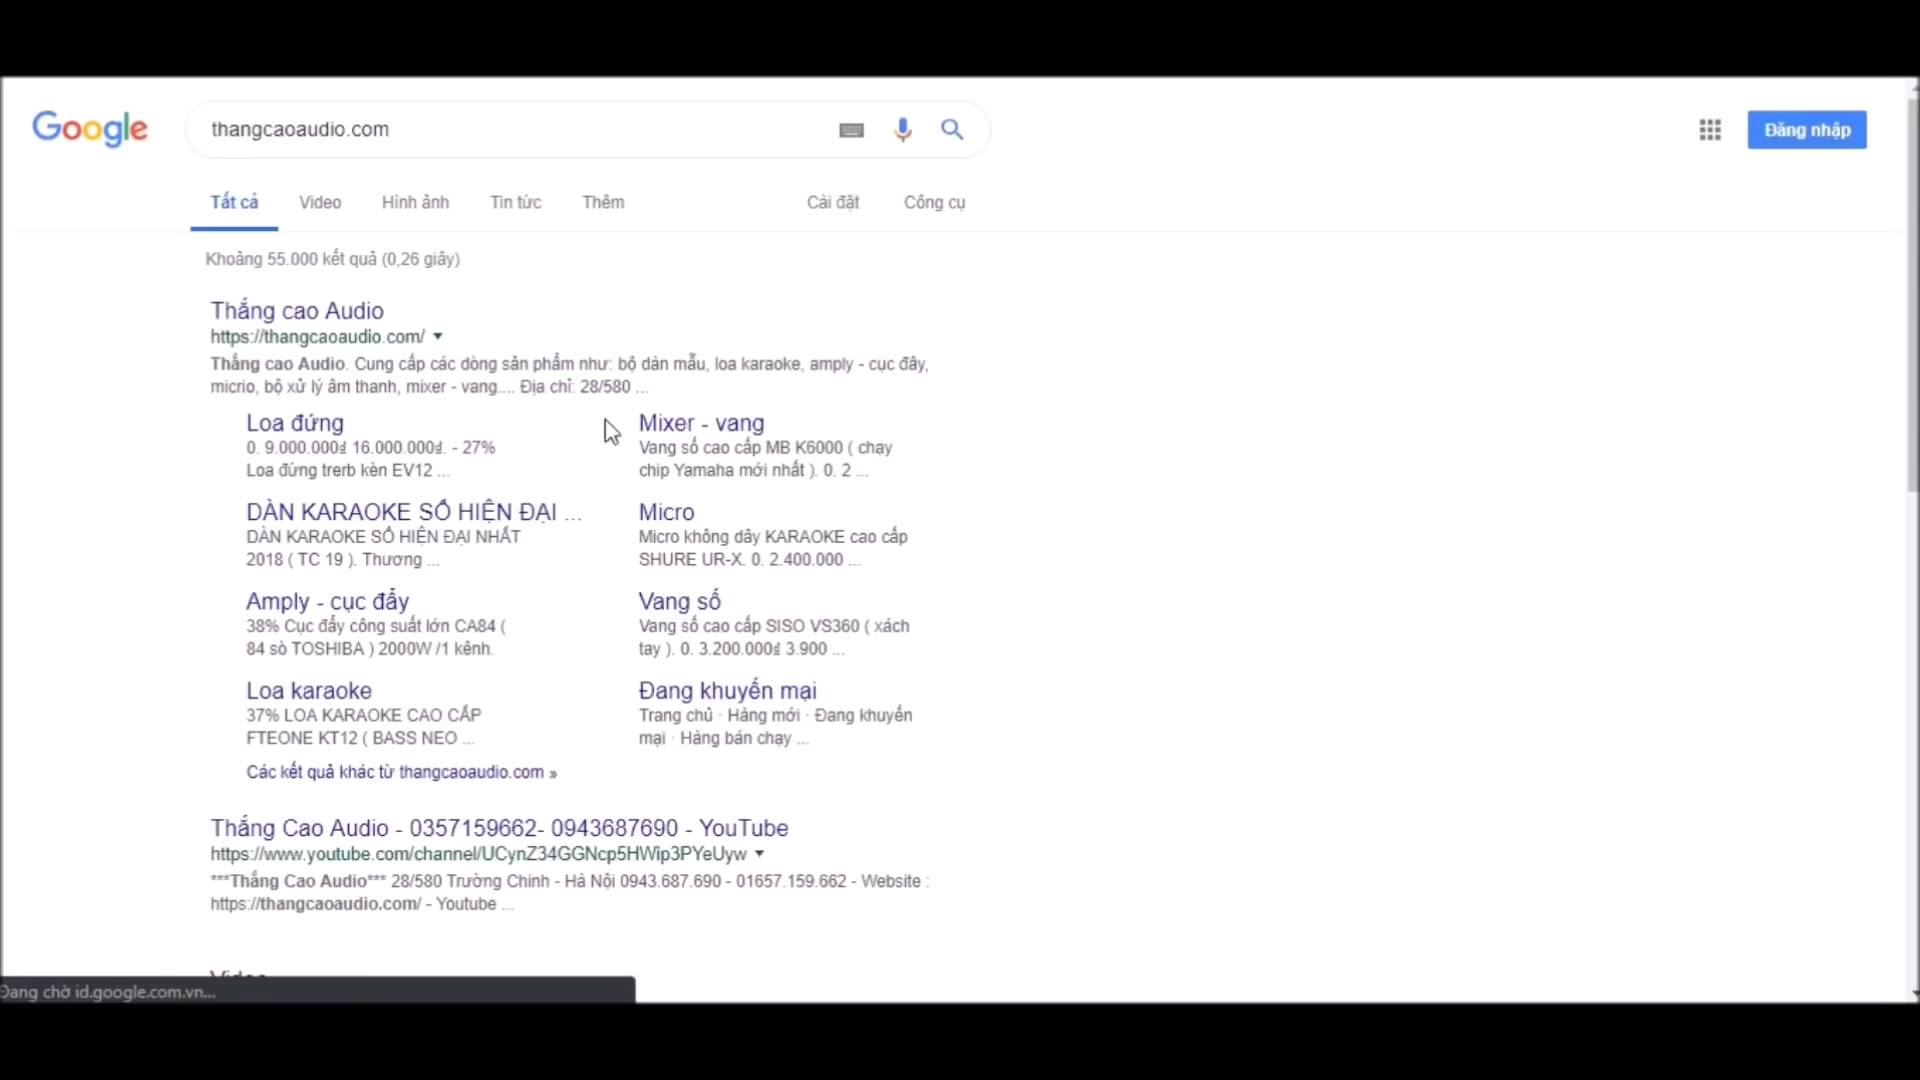 Google
thangcaoaudio.com
Đăng nhập
Tất cả Video Hình ảnh Tin tức Thêm Cài đặt Công cụ
Khoảng 55.000 kết quả (0,26 giây)
Thắng cao Audio
https://thangcaoaudio.com/
Thắng cao Audio. Cung cấp các dòng sản phẩm như: bộ dàn mẫu, loa karaoke, amply - cục đẩy,
micrio, bộ xử lý âm thanh, mixer - vang.... Địa chỉ: 28/580 ...
Loa đứng
0. 9.000.000₫ 16.000.000₫. - 27%
Loa đứng trerb kèn EV12 ...
Mixer - vang
Vang số cao cấp MB K6000 ( chạy
chip Yamaha mới nhất ). 0. 2 ...
DÀN KARAOKE SỐ HIỆN ĐẠI ...
DÀN KARAOKE SỐ HIỆN ĐẠI NHẤT
2018 ( TC 19 ). Thương ...
Micro
Micro không dây KARAOKE cao cấp
SHURE UR-X. 0. 2.400.000 ...
Amply - cục đẩy
38% Cục đẩy công suất lớn CA84 (
84 sò TOSHIBA ) 2000W /1 kênh.
Vang số
Vang số cao cấp SISO VS360 ( xách
tay ). 0. 3.200.000₫ 3.900 ...
Loa karaoke
37% LOA KARAOKE CAO CẤP
FTEONE KT12 ( BASS NEO ...
Đang khuyến mại
Trang chủ · Hàng mới · Đang khuyến
mại · Hàng bán chạy ...
Các kết quả khác từ thangcaoaudio.com »
Thắng Cao Audio - 0357159662- 0943687690 - YouTube
https://www.youtube.com/channel/UCynZ34GGNcp5HWip3PYeUyw
***Thắng Cao Audio*** 28/580 Trường Chinh - Hà Nội 0943.687.690 - 01657.159.662 - Website :
https://thangcaoaudio.com/ - Youtube ...
Video
Đang chờ id.google.com.vn...